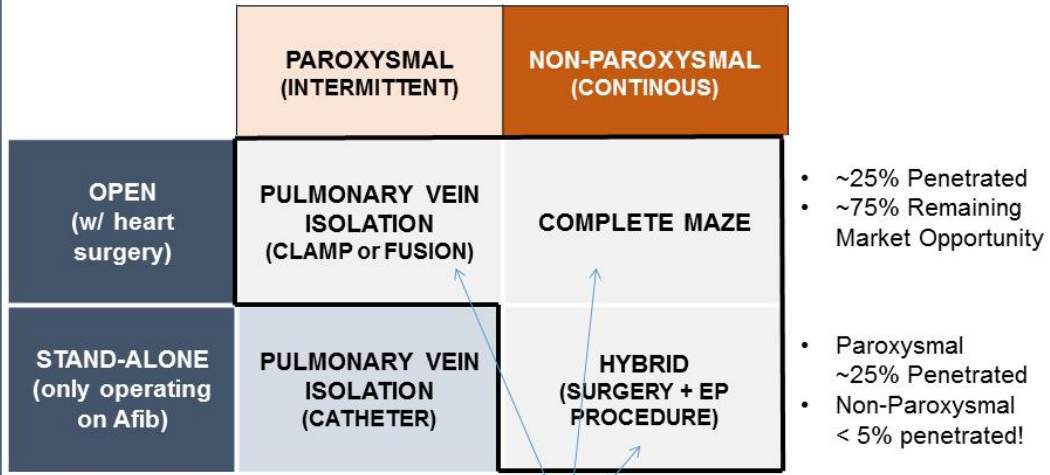 PAROXYSMAL
(INTERMITTENT)
NON-PAROXYSMAL
(CONTINOUS)
OPEN
(w/ heart
surgery)
PULMONARY VEIN
ISOLATION
(CLAMP or FUSION)
COMPLETE MAZE
• ~25% Penetrated
• ~75% Remaining
Market Opportunity
STAND-ALONE
(only operating
on Afib)
PULMONARY VEIN
ISOLATION
(CATHETER)
HYBRID
(SURGERY + EP
PROCEDURE)
• Paroxysmal
~25% Penetrated
• Non-Paroxysmal
< 5% penetrated!